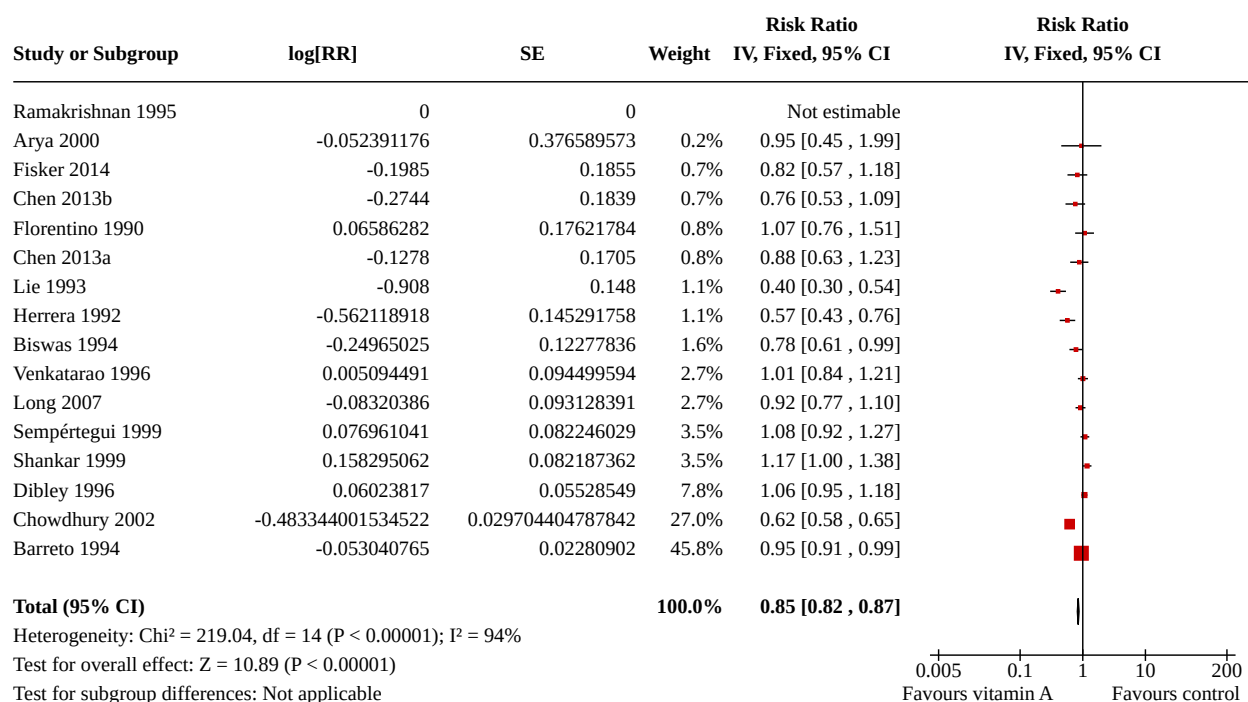 Risk Ratio Risk Ratio
Study or Subgroup log[RR] SE Weight IV, Fixed, 95% CI IV, Fixed, 95% CI
Ramakrishnan 1995 0 0 Not estimable
Arya 2000 -0.052391176 0.376589573 0.2% 0.95 [0.45 , 1.99]
Fisker 2014 -0.1985 0.1855 0.7% 0.82 [0.57 , 1.18]
Chen 2013b -0.2744 0.1839 0.7% 0.76 [0.53 , 1.09]
Florentino 1990 0.06586282 0.17621784 0.8% 1.07 [0.76 , 1.51]
Chen 2013a -0.1278 0.1705 0.8% 0.88 [0.63 , 1.23]
Lie 1993 -0.908 0.148 1.1% 0.40 [0.30 , 0.54]
Herrera 1992 -0.562118918 0.145291758 1.1% 0.57 [0.43 , 0.76]
Biswas 1994 -0.24965025 0.12277836 1.6% 0.78 [0.61 , 0.99]
Venkatarao 1996 0.005094491 0.094499594 2.7% 1.01 [0.84 , 1.21]
Long 2007 -0.08320386 0.093128391 2.7% 0.92 [0.77 , 1.10]
Sempértegui 1999 0.076961041 0.082246029 3.5% 1.08 [0.92 , 1.27]
Shankar 1999 0.158295062 0.082187362 3.5% 1.17 [1.00 , 1.38]
Dibley 1996 0.06023817 0.05528549 7.8% 1.06 [0.95 , 1.18]
Chowdhury 2002 -0.483344001534522 0.029704404787842 27.0% 0.62 [0.58 , 0.65]
Barreto 1994 -0.053040765 0.02280902 45.8% 0.95 [0.91 , 0.99]
Total (95% CI) 100.0% 0.85 [0.82 , 0.87]
Heterogeneity: Chi² = 219.04, df = 14 (P < 0.00001); I² = 94%
Test for overall effect: Z = 10.89 (P < 0.00001)
Test for subgroup differences: Not applicable
0.005 0.1 1 10 200
Favours vitamin A Favours control